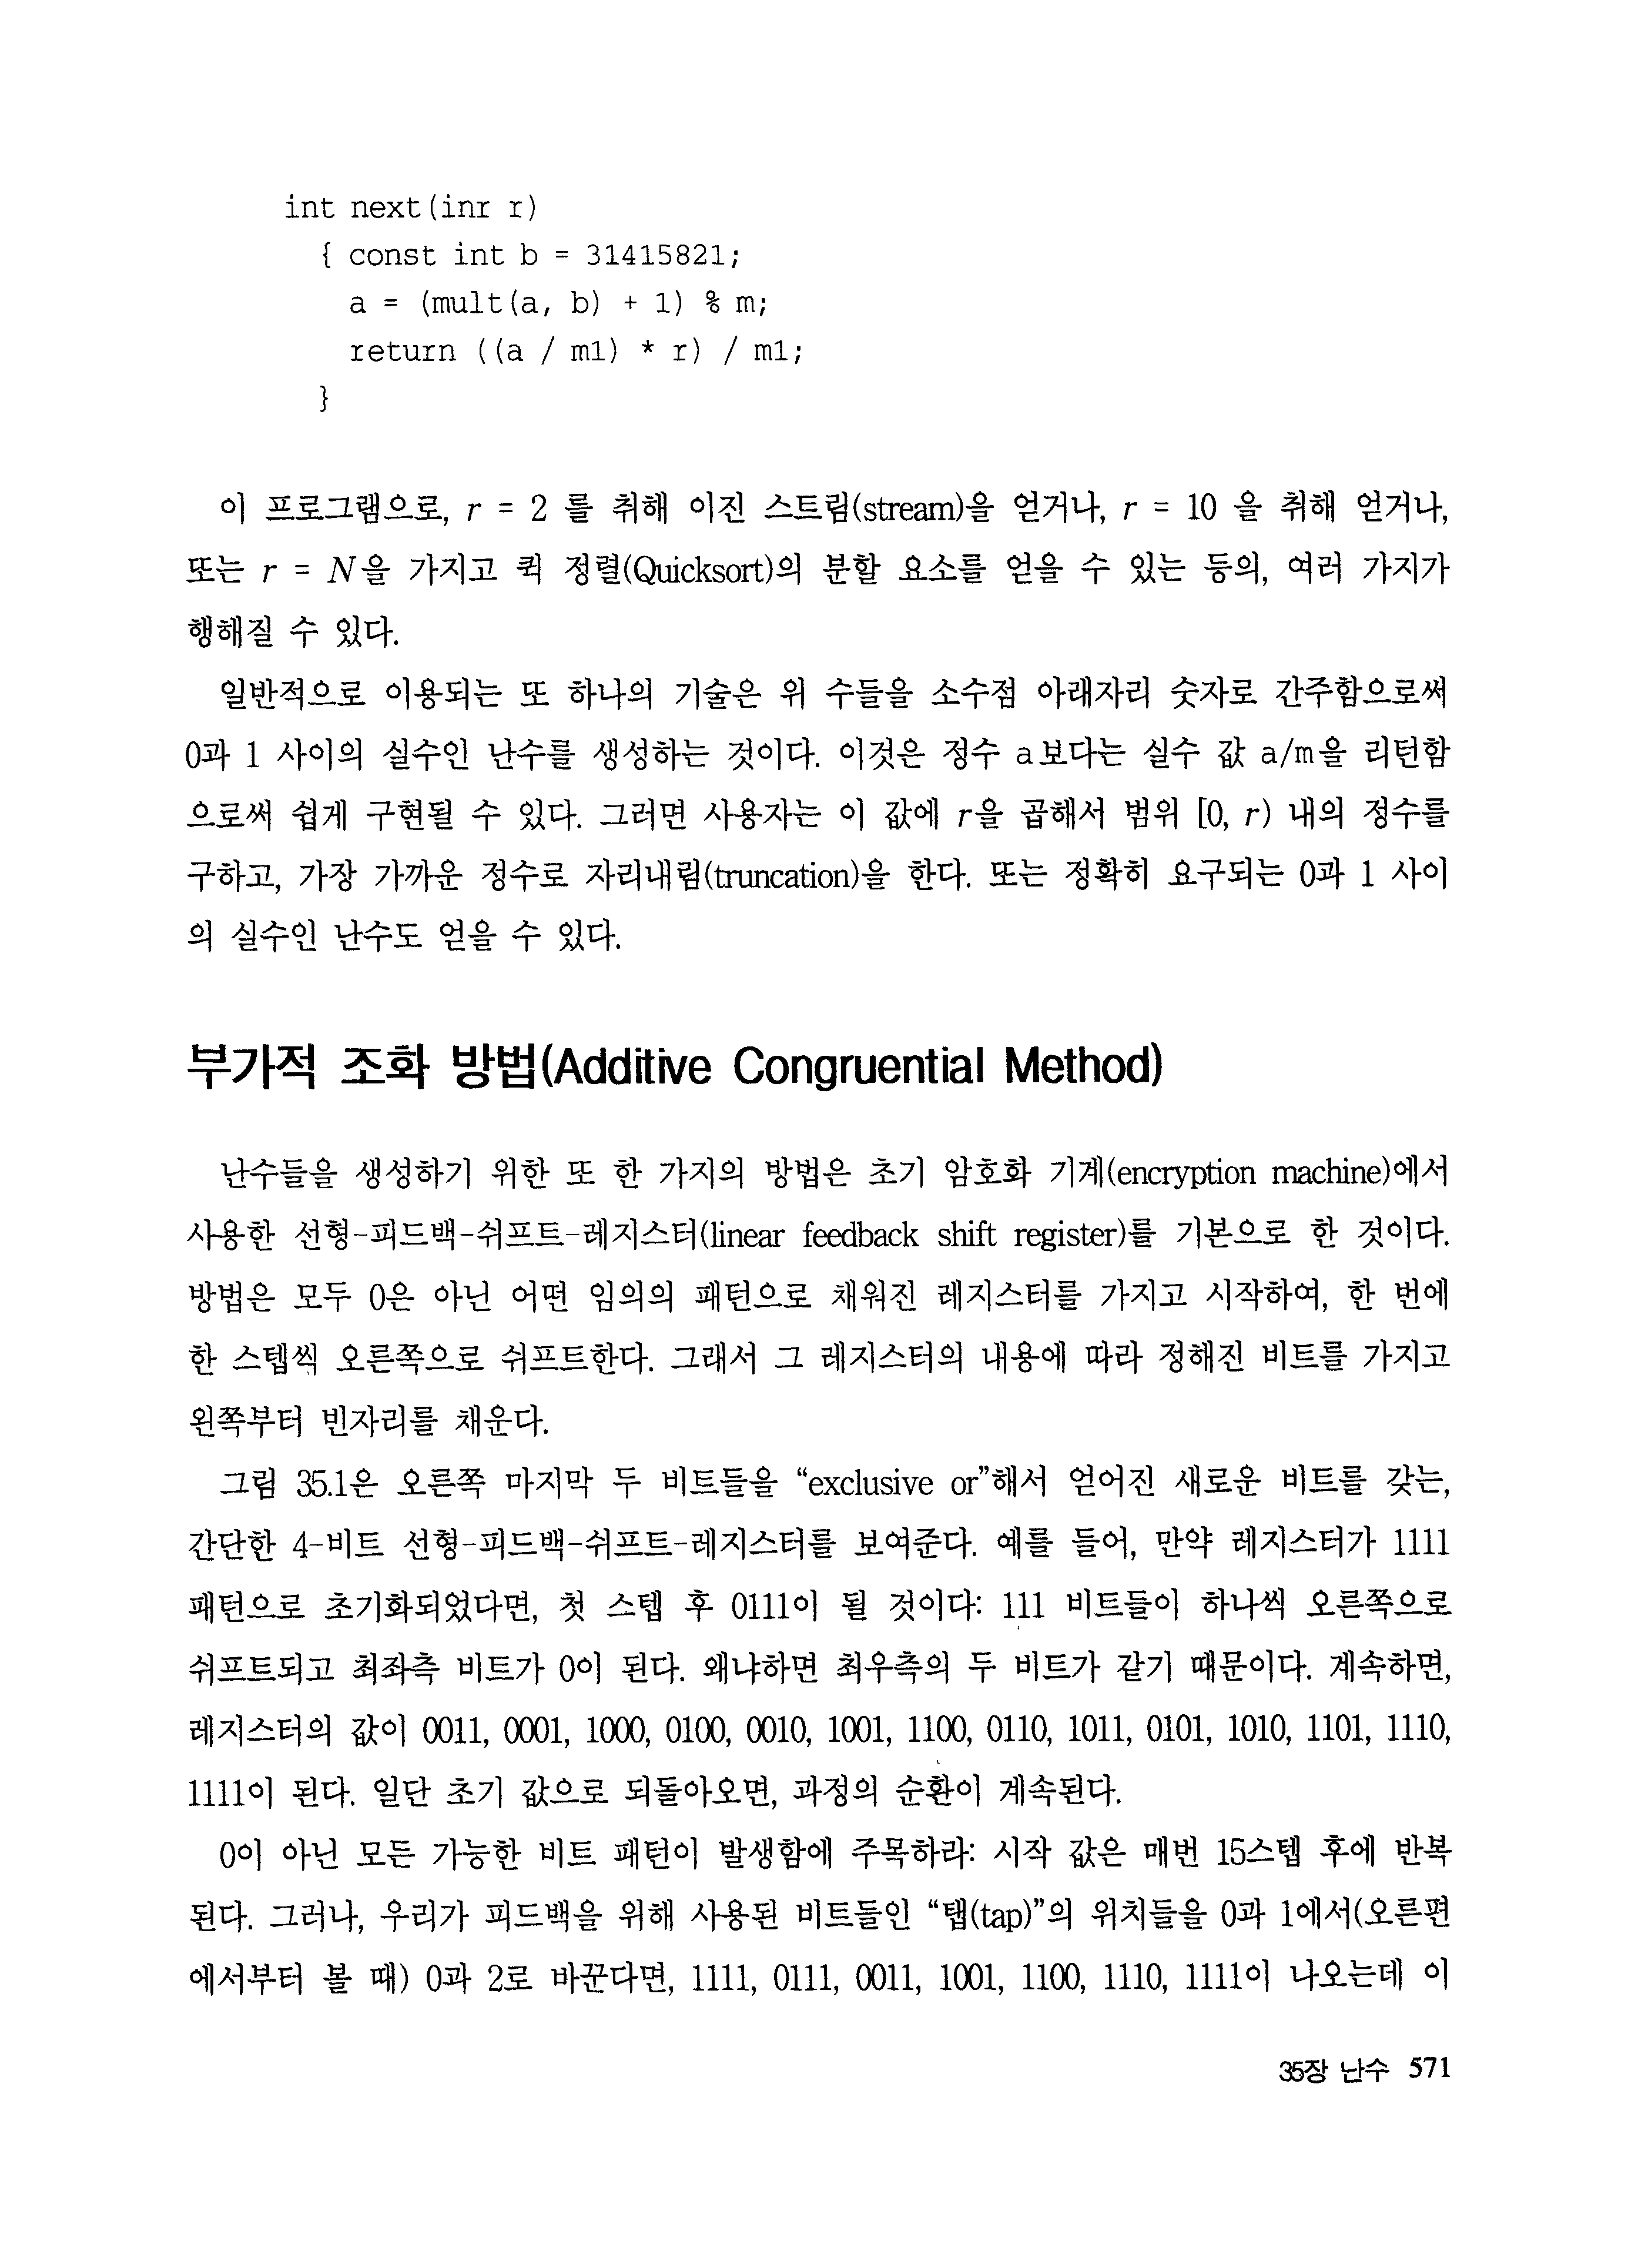 int next(inr r)
{ const int b = 31415821;
a = (mult(a, b) + 1) % m;
return ((a / m1) * r) / m1;
}
이 프로그램으로, r = 2 를 취해 이진 스트림(stream)을 얻거나, r = 10 을 취해 얻거나,
또는 r = N을 가지고 퀵 정렬(Quicksort)의 분할 요소를 얻을 수 있는 등의, 여러 가지가
행해질 수 있다.
일반적으로 이용되는 또 하나의 기술은 위 수들을 소수점 아래자리 숫자로 간주함으로써
0과 1 사이의 실수인 난수를 생성하는 것이다. 이것은 정수 a보다는 실수 값 a/m을 리턴함
으로써 쉽게 구현될 수 있다. 그러면 사용자는 이 값에 r을 곱해서 범위 [0, r) 내의 정수를
구하고, 가장 가까운 정수로 자리내림(truncation)을 한다. 또는 정확히 요구되는 0과 1 사이
의 실수인 난수도 얻을 수 있다.
부가적 조화 방법(Additive Congruential Method)
난수들을 생성하기 위한 또 한 가지의 방법은 초기 암호화 기계(encryption machine)에서
사용한 선형-피드백-쉬프트-레지스터(linear feedback shift register)를 기본으로 한 것이다.
방법은 모두 0은 아닌 어떤 임의의 패턴으로 채워진 레지스터를 가지고 시작하여, 한 번에
한 스텝씩 오른쪽으로 쉬프트한다. 그래서 그 레지스터의 내용에 따라 정해진 비트를 가지고
왼쪽부터 빈자리를 채운다.
그림 35.1은 오른쪽 마지막 두 비트들을 “exclusive or”해서 얻어진 새로운 비트를 갖는,
간단한 4-비트 선형-피드백-쉬프트-레지스터를 보여준다. 예를 들어, 만약 레지스터가 1111
패턴으로 초기화되었다면, 첫 스텝 후 0111이 될 것이다: 111 비트들이 하나씩 오른쪽으로
쉬프트되고 최좌측 비트가 0이 된다. 왜냐하면 최우측의 두 비트가 같기 때문이다. 계속하면,
레지스터의 값이 0011, 0001, 1000, 0100, 0010, 1001, 1100, 0110, 1011, 0101, 1010, 1101, 1110,
1111이 된다. 일단 초기 값으로 되돌아오면, 과정의 순환이 계속된다.
0이 아닌 모든 가능한 비트 패턴이 발생함에 주목하라: 시작 값은 매번 15스텝 후에 반복
된다. 그러나, 우리가 피드백을 위해 사용된 비트들인 “탭(tap)”의 위치들을 0과 1에서(오른편
에서부터 볼 때) 0과 2로 바꾼다면, 1111, 0111, 0011, 1001, 1100, 1110, 1111이 나오는데 이
35장 난수 571